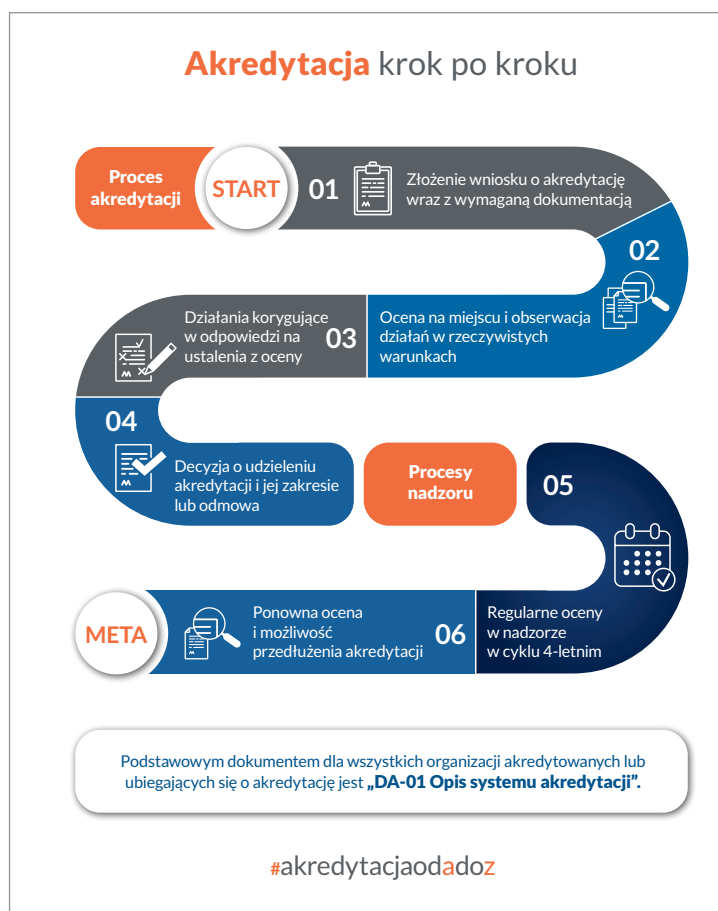 Akredytacja krok po kroku
Proces
akredytacji
START
01
Złożenie wniosku o akredytację
wraz z wymaganą dokumentacją
02
Ocena na miejscu i obserwacja
działań w rzeczywistych
warunkach
03
Działania korygujące
w odpowiedzi na
ustalenia z oceny
04
Decyzja o udzieleniu
akredytacji i jej zakresie
lub odmowa
Procesy
nadzoru
05
Regularne oceny
w nadzorze
w cyklu 4-letnim
06
Ponowna ocena
i możliwość
przedłużenia akredytacji
META
Podstawowym dokumentem dla wszystkich organizacji akredytowanych lub
ubiegających się o akredytację jest „DA-01 Opis systemu akredytacji”.
#akredytacjaodadoz